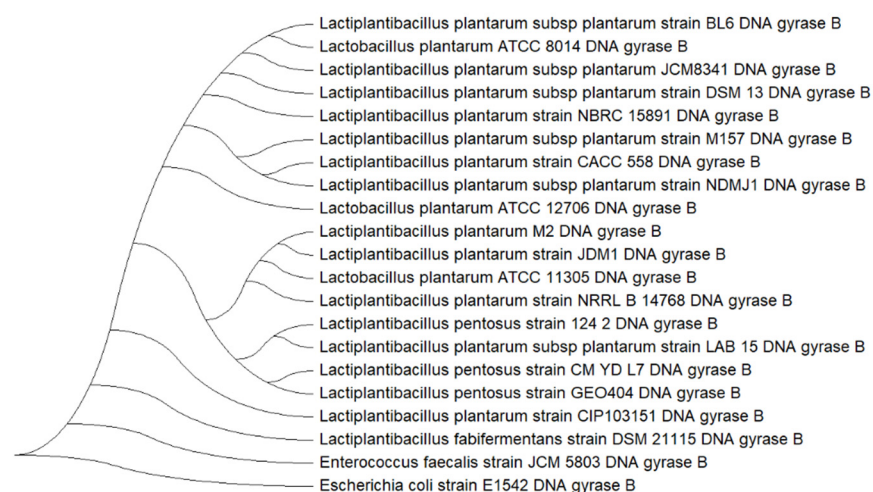 Lactiplantibacillus plantarum subsp plantarum strain BL6 DNA gyrase B
Lactobacillus plantarum ATCC 8014 DNA gyrase B
Lactiplantibacillus plantarum subsp plantarum JCM8341 DNA gyrase B
Lactiplantibacillus plantarum subsp plantarum strain DSM 13 DNA gyrase B
Lactiplantibacillus plantarum strain NBRC 15891 DNA gyrase B
Lactiplantibacillus plantarum subsp plantarum strain M157 DNA gyrase B
Lactiplantibacillus plantarum strain CACC 558 DNA gyrase B
Lactiplantibacillus plantarum subsp plantarum strain NDMJ1 DNA gyrase B
Lactobacillus plantarum ATCC 12706 DNA gyrase B
Lactiplantibacillus plantarum M2 DNA gyrase B
Lactiplantibacillus plantarum strain JDM1 DNA gyrase B
Lactobacillus plantarum ATCC 11305 DNA gyrase B
Lactiplantibacillus plantarum strain NRRL B 14768 DNA gyrase B
Lactiplantibacillus pentosus strain 124 2 DNA gyrase B
Lactiplantibacillus plantarum subsp plantarum strain LAB 15 DNA gyrase B
Lactiplantibacillus pentosus strain CM YD L7 DNA gyrase B
Lactiplantibacillus pentosus strain GEO404 DNA gyrase B
Lactiplantibacillus plantarum strain CIP103151 DNA gyrase B
Lactiplantibacillus fabifermentans strain DSM 21115 DNA gyrase B
Enterococcus faecalis strain JCM 5803 DNA gyrase B
Escherichia coli strain E1542 DNA gyrase B